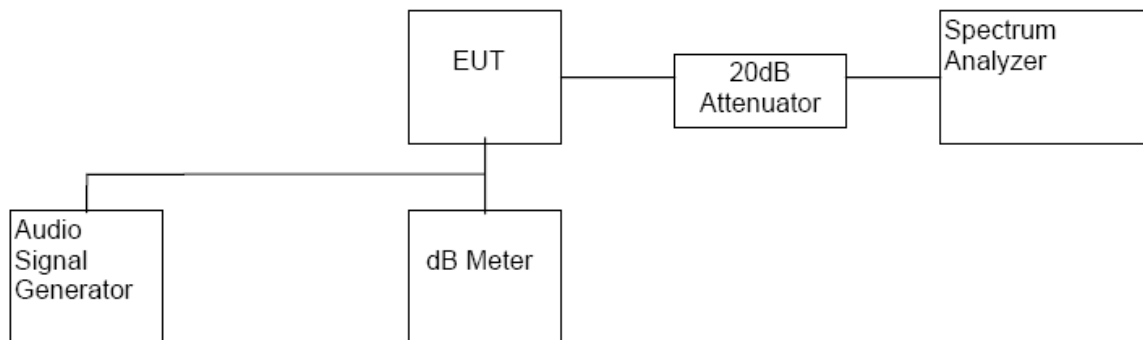 EUT
20dB
Attenuator
Spectrum
Analyzer
Audio
Signal
Generator
dB Meter